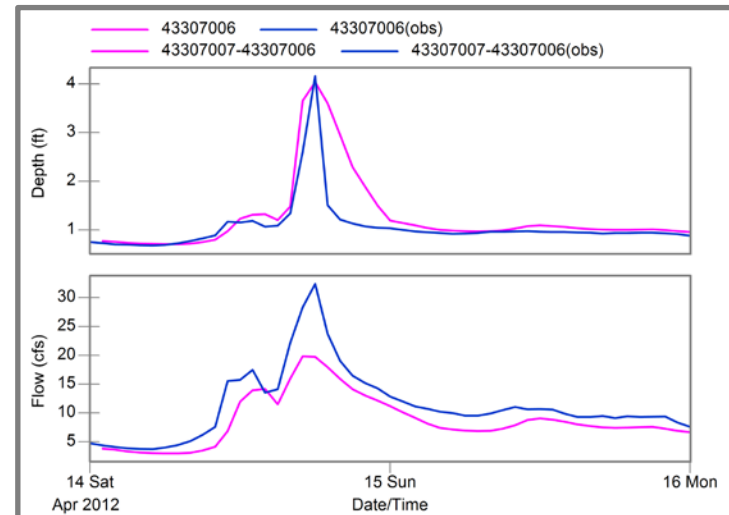 43307006 43307006(obs)
43307007-43307006 43307007-43307006(obs)
Depth (ft)
4
3
2
1
Flow (cfs)
30
25
20
15
10
5
14 Sat 15 Sun 16 Mon
Apr 2012 Date/Time